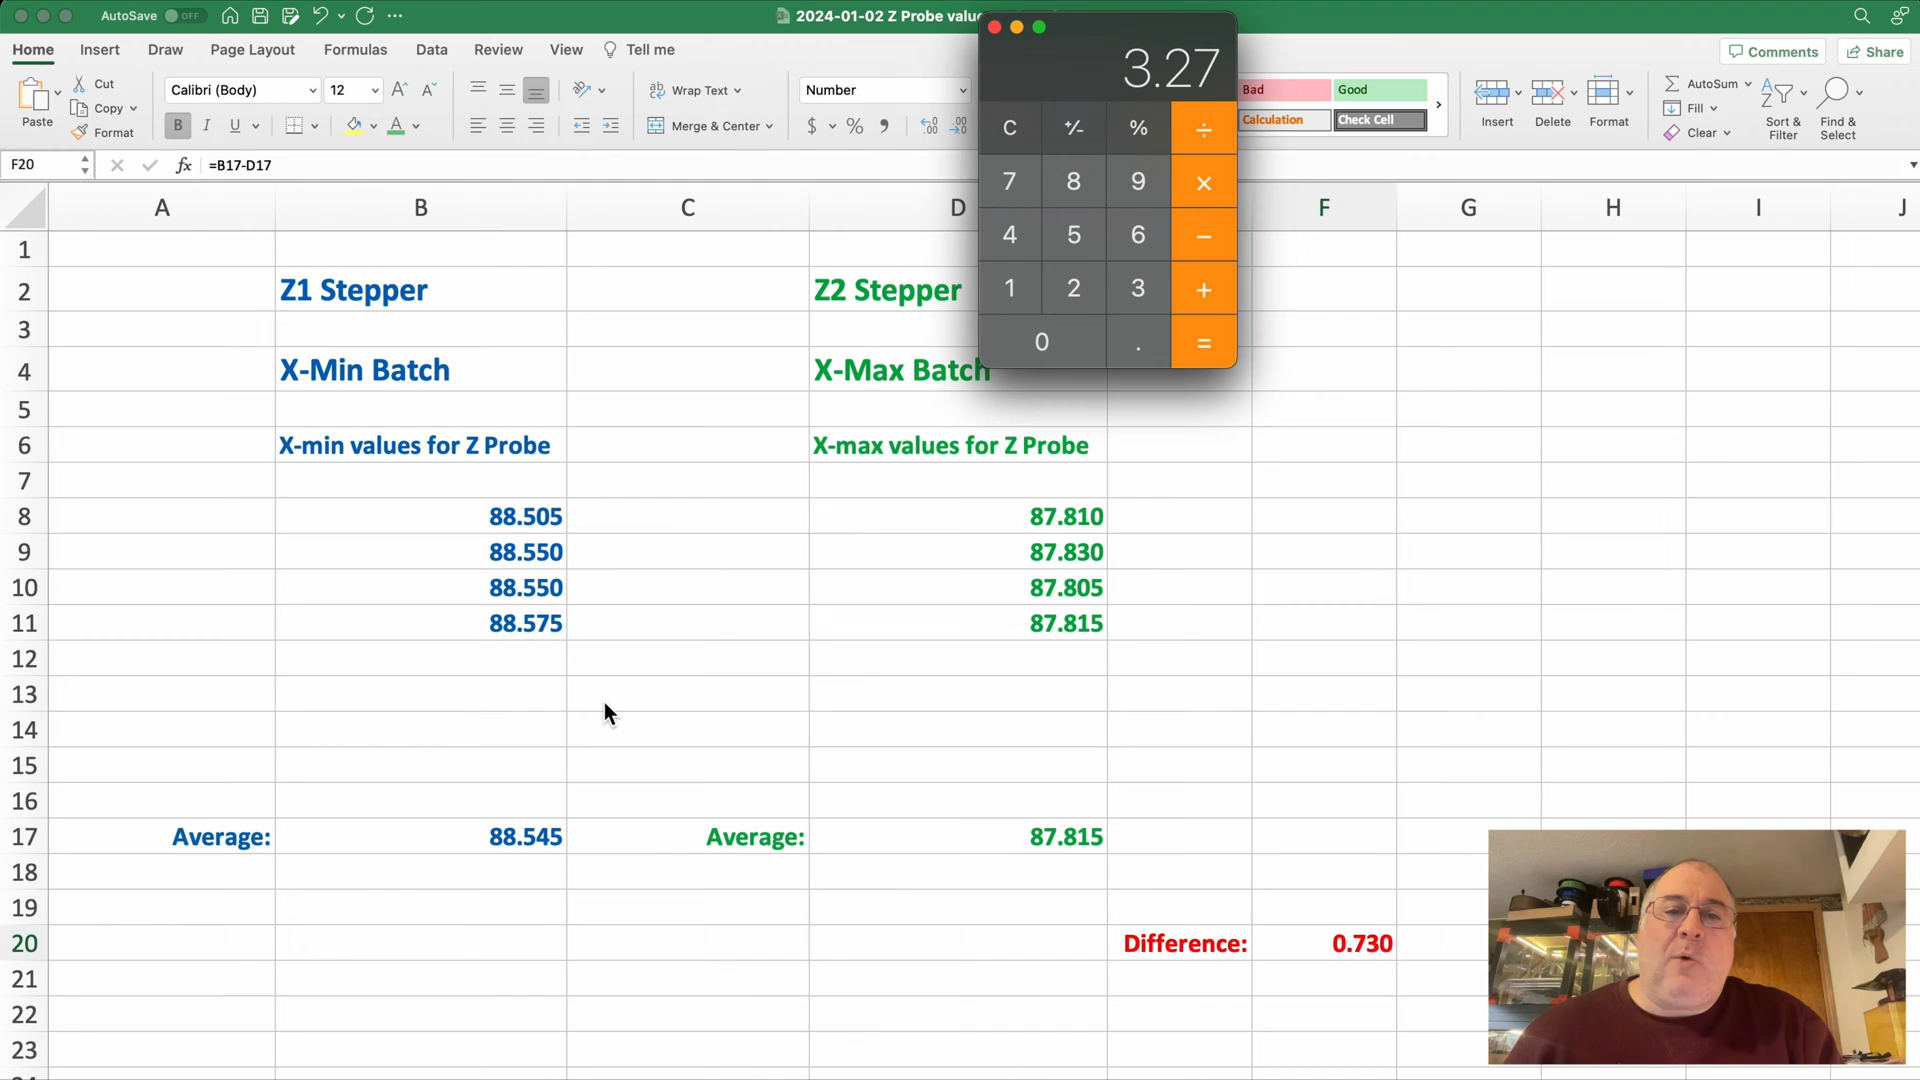 AutoSave OFF
2024-01-02 Z Probe valu
Home Insert Draw Page Layout Formulas Data Review View Tell me
Comments Share
Paste Cut Copy Format
Calibri (Body) 12
B I U
Wrap Text
Merge & Center
Number
$ % 9
Bad Good
Calculation Check Cell
Insert Delete Format
AutoSum Fill Clear
Sort & Filter
Find & Select
3.27
C +/- % ÷
7 8 9 ×
4 5 6 −
1 2 3 +
0 . =
F20 fx =B17-D17
A B C D F G H I J
1
2 Z1 Stepper Z2 Stepper
3
4 X-Min Batch X-Max Batch
5
6 X-min values for Z Probe X-max values for Z Probe
7
8 88.505 87.810
9 88.550 87.830
10 88.550 87.805
11 88.575 87.815
12
13
14
15
16
17 Average: 88.545 Average: 87.815
18
19
20 Difference: 0.730
21
22
23